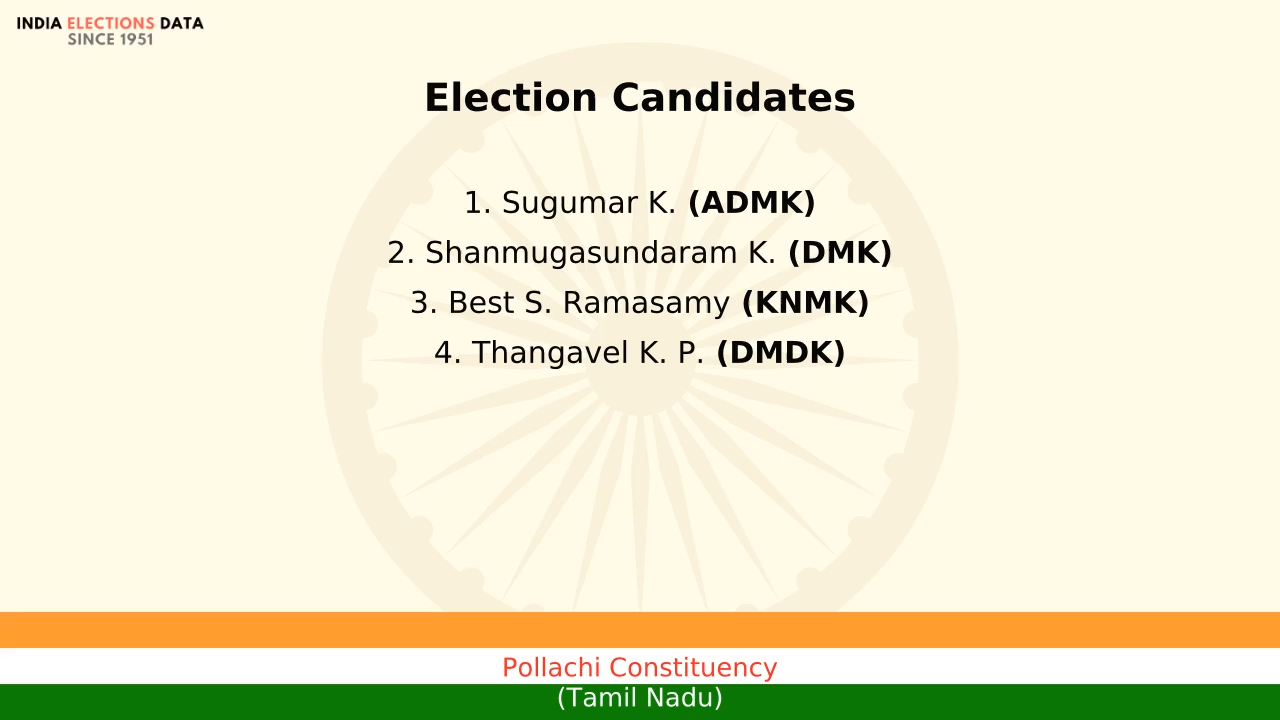 INDIA ELECTIONS DATA
SINCE 1951
Election Candidates
1. Sugumar K. (ADMK)
2. Shanmugasundaram K. (DMK)
3. Best S. Ramasamy (KNMK)
4. Thangavel K. P. (DMDK)
Pollachi Constituency
(Tamil Nadu)